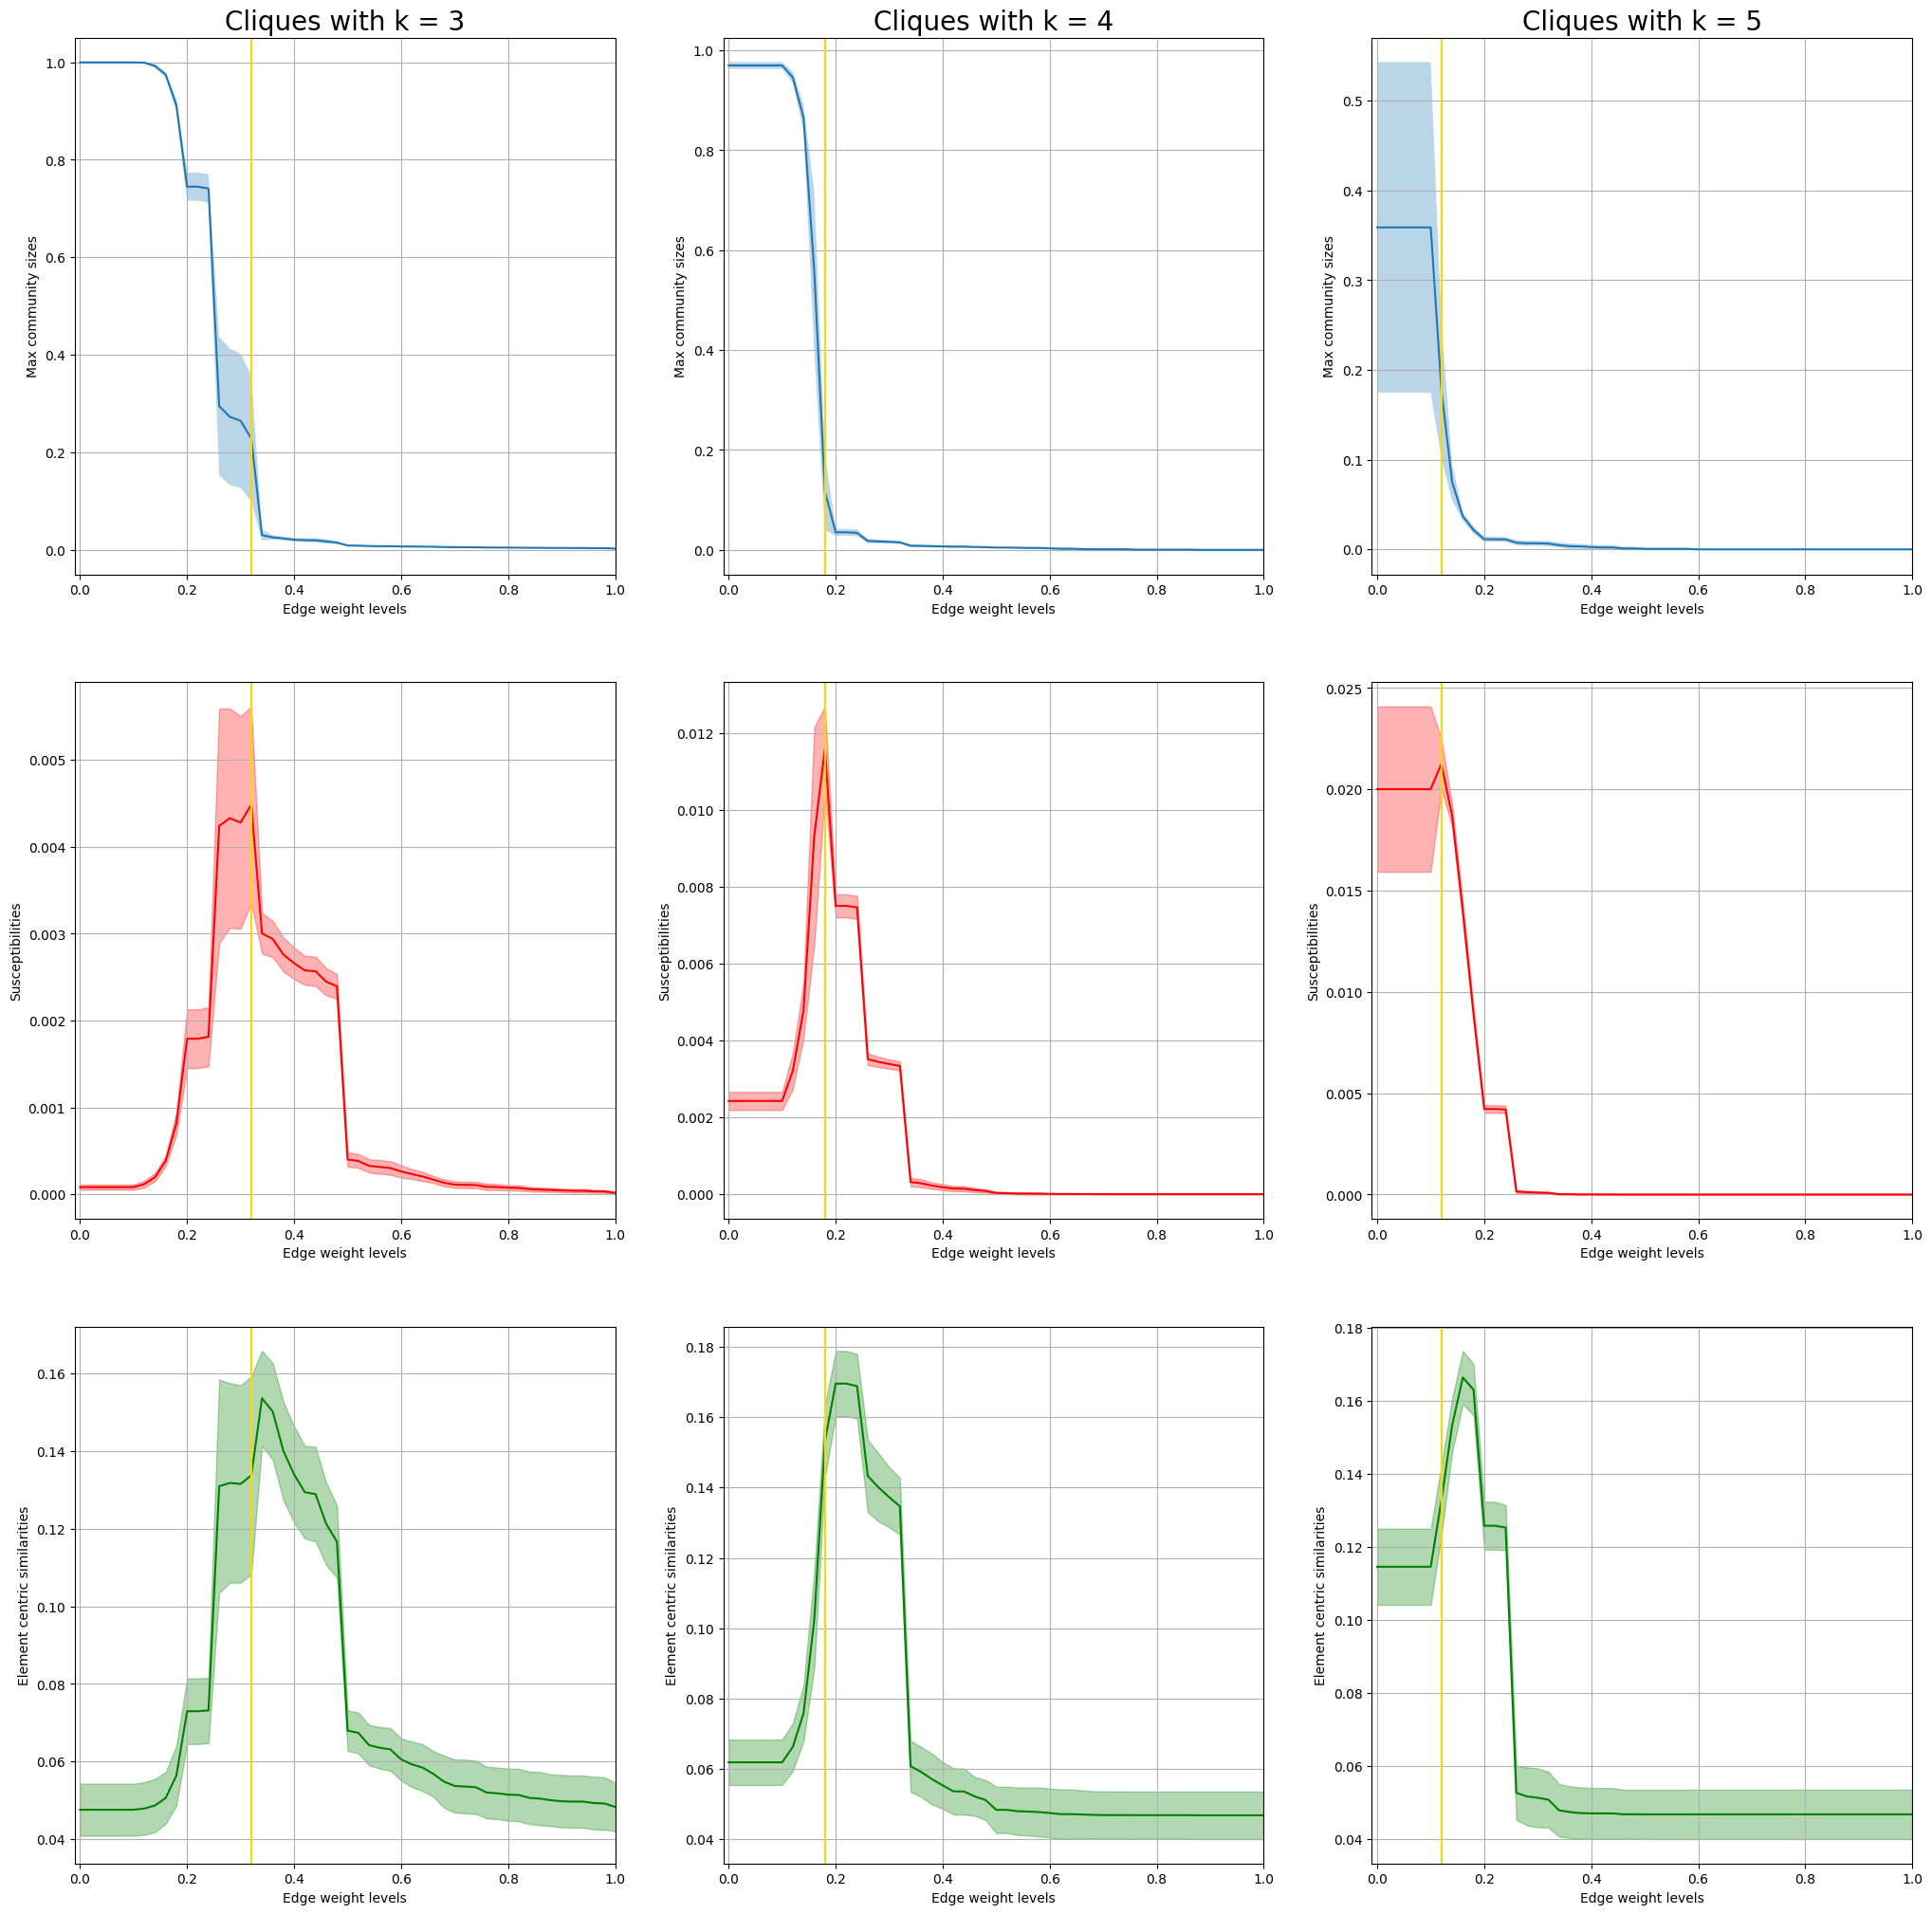 Cliques with k = 3
Cliques with k = 4
Cliques with k = 5
Max community sizes
1.0
0.8
0.6
0.4
0.2
0.0
0.0 0.2 0.4 0.6 0.8 1.0
Edge weight levels
Max community sizes
1.0
0.8
0.6
0.4
0.2
0.0
0.0 0.2 0.4 0.6 0.8 1.0
Edge weight levels
Max community sizes
0.5
0.4
0.3
0.2
0.1
0.0
0.0 0.2 0.4 0.6 0.8 1.0
Edge weight levels
Susceptibilities
0.005
0.004
0.003
0.002
0.001
0.000
0.0 0.2 0.4 0.6 0.8 1.0
Edge weight levels
Susceptibilities
0.012
0.010
0.008
0.006
0.004
0.002
0.000
0.0 0.2 0.4 0.6 0.8 1.0
Edge weight levels
Susceptibilities
0.025
0.020
0.015
0.010
0.005
0.000
0.0 0.2 0.4 0.6 0.8 1.0
Edge weight levels
Element centric similarities
0.16
0.14
0.12
0.10
0.08
0.06
0.04
0.0 0.2 0.4 0.6 0.8 1.0
Edge weight levels
Element centric similarities
0.18
0.16
0.14
0.12
0.10
0.08
0.06
0.04
0.0 0.2 0.4 0.6 0.8 1.0
Edge weight levels
Element centric similarities
0.18
0.16
0.14
0.12
0.10
0.08
0.06
0.04
0.0 0.2 0.4 0.6 0.8 1.0
Edge weight levels